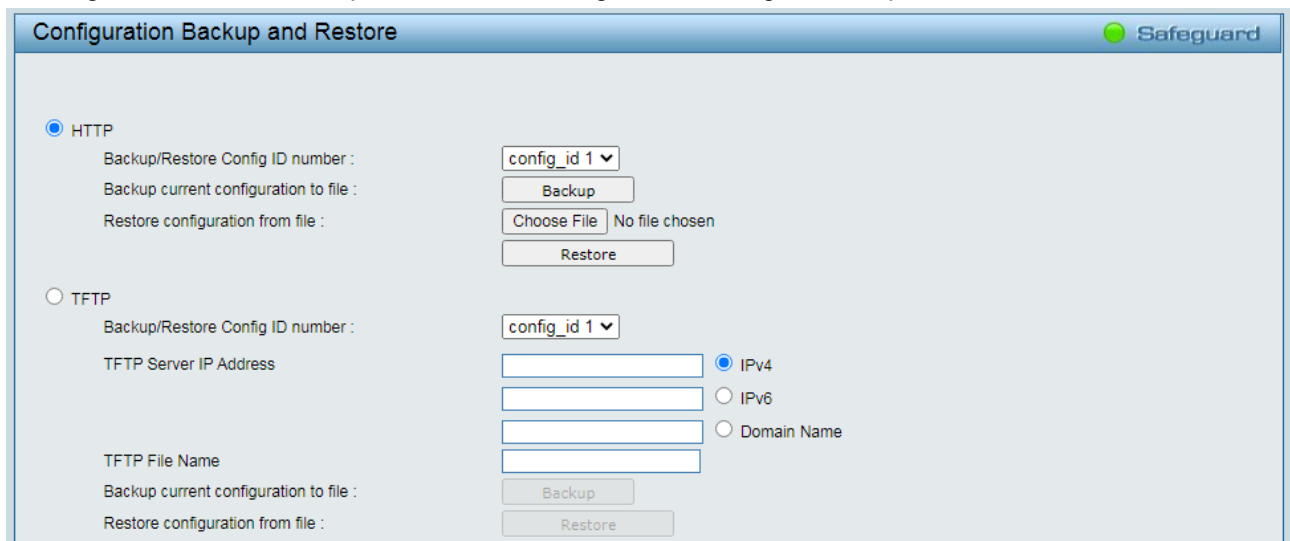 Configuration Backup and Restore Safeguard
HTTP
Backup/Restore Config ID number : config_id 1
Backup current configuration to file : Backup
Restore configuration from file : Choose File No file chosen
Restore
TFTP
Backup/Restore Config ID number : config_id 1
TFTP Server IP Address IPv4
IPv6
Domain Name
TFTP File Name
Backup current configuration to file : Backup
Restore configuration from file : Restore